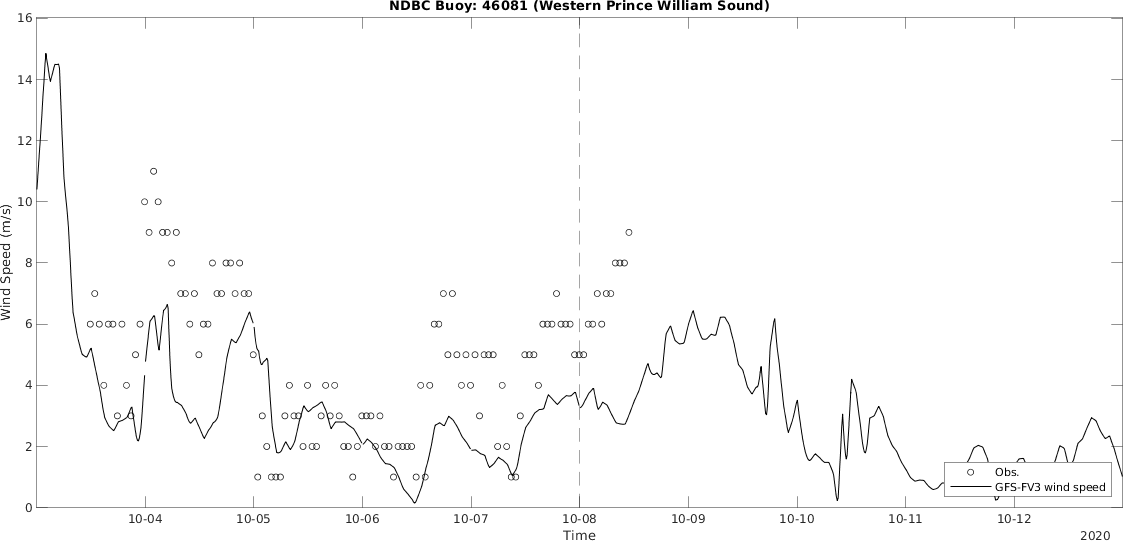 NDBC Buoy: 46081 (Western Prince William Sound)
16
14
12
10
8
6
4
2
0
Wind Speed (m/s)
Obs.
GFS-FV3 wind speed
10-04 10-05 10-06 10-07 10-08 10-09 10-10 10-11 10-12
Time
2020